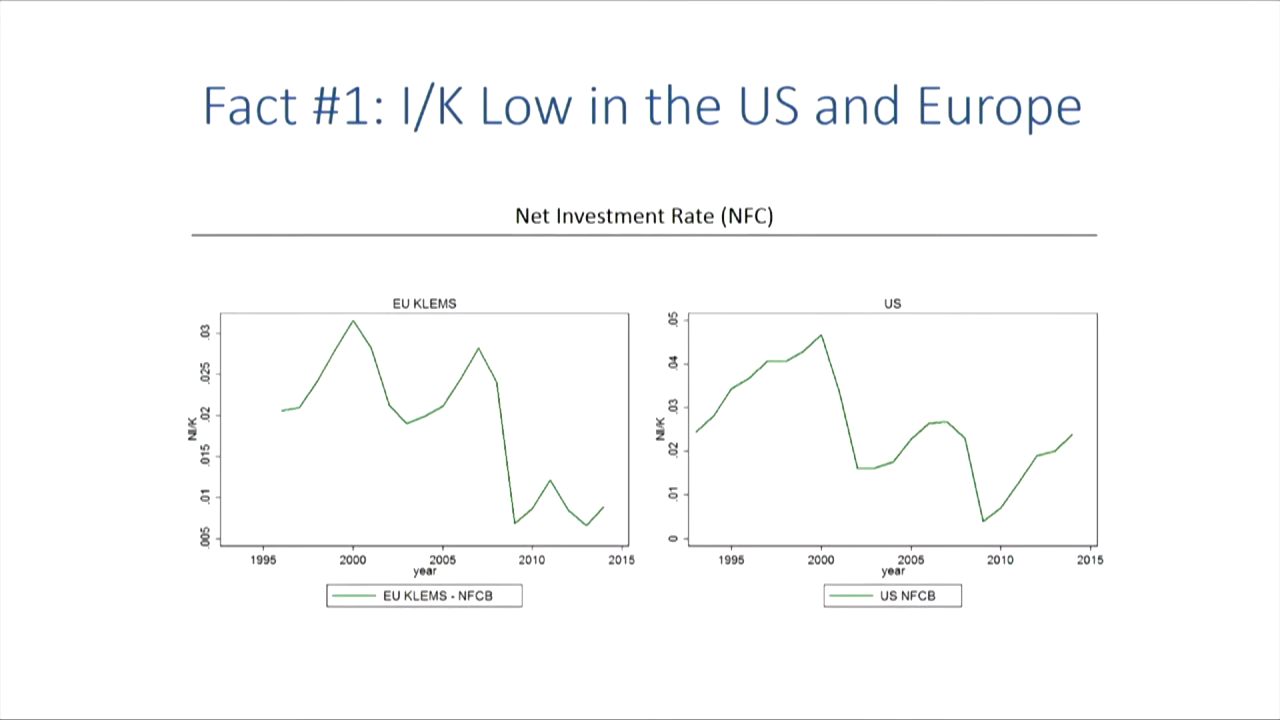 Fact #1: I/K Low in the US and Europe
Net Investment Rate (NFC)
EU KLEMS
NI/K
.03
.025
.02
.015
.01
.005
1995 2000 2005 2010 2015
year
EU KLEMS - NFCB
US
NI/K
.05
.04
.03
.02
.01
0
1995 2000 2005 2010 2015
year
US NFCB